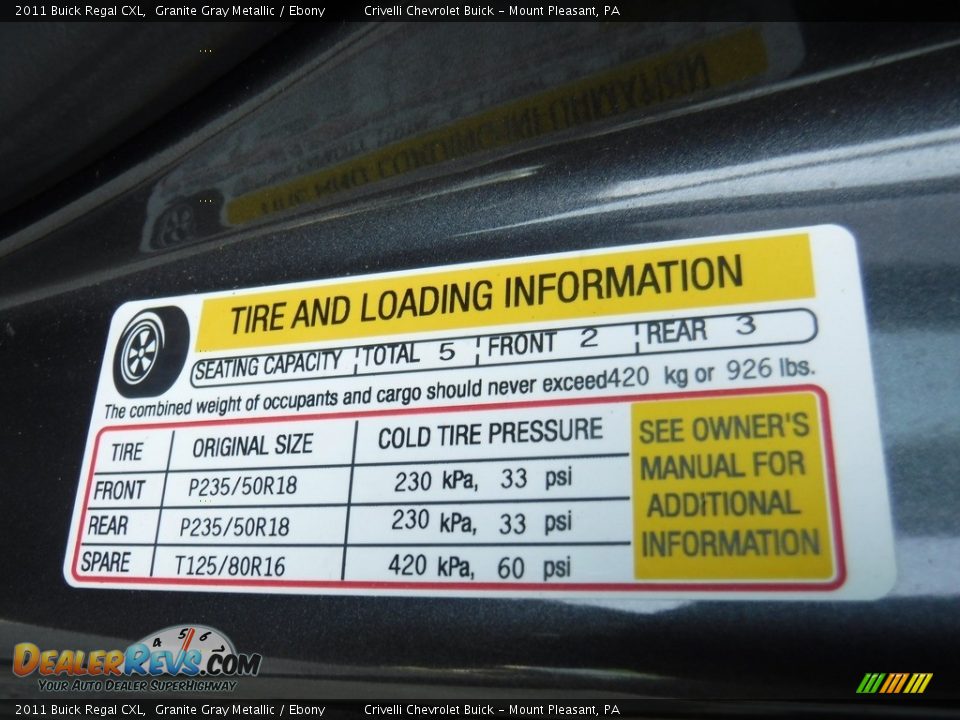 2011 Buick Regal CXL,  Granite Gray Metallic / Ebony    Crivelli Chevrolet Buick - Mount Pleasant, PA
TIRE AND LOADING INFORMATION
SEATING CAPACITY | TOTAL 5 | FRONT 2 | REAR 3
The combined weight of occupants and cargo should never exceed420 kg or 926 lbs.
TIRE ORIGINAL SIZE COLD TIRE PRESSURE
FRONT P235/50R18 230 kPa, 33 psi
REAR P235/50R18 230 kPa, 33 psi
SPARE T125/80R16 420 kPa, 60 psi
SEE OWNER'S
MANUAL FOR
ADDITIONAL
INFORMATION
4 5 6
DEALERREVS.COM
YOUR AUTO DEALER SUPERHIGHWAY
2011 Buick Regal CXL,  Granite Gray Metallic / Ebony    Crivelli Chevrolet Buick - Mount Pleasant, PA